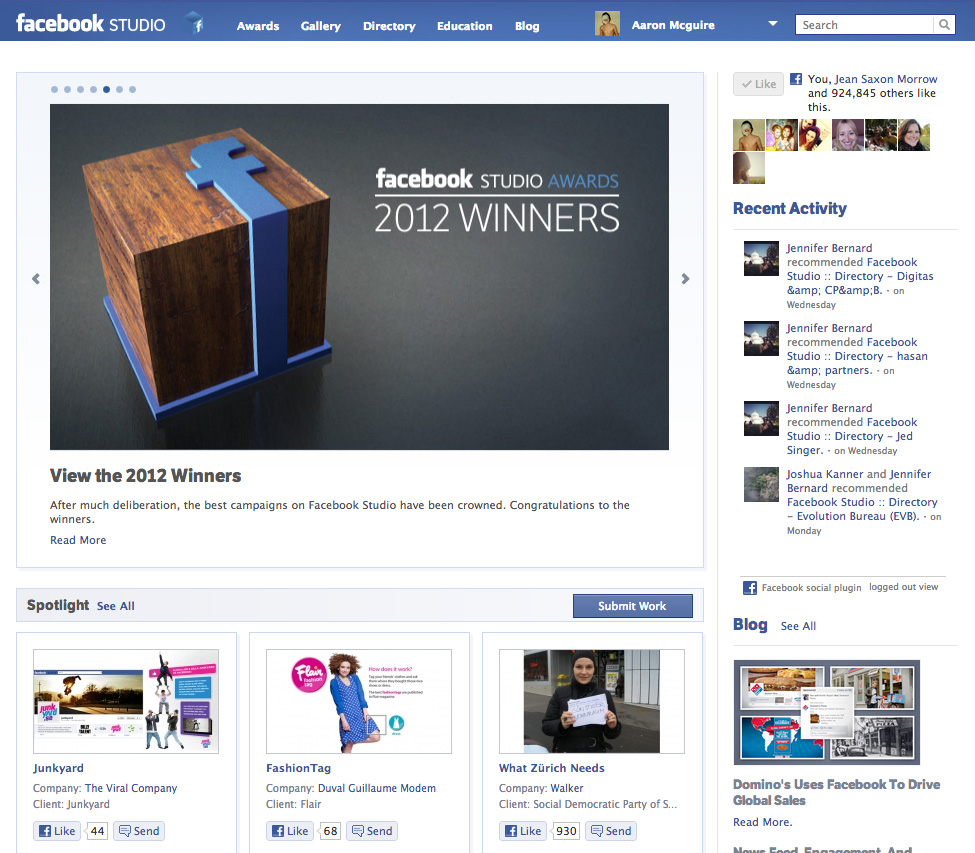 facebook STUDIO
Awards
Gallery
Directory
Education
Blog
Aaron Mcguire
Search
facebook STUDIO AWARDS
2012 WINNERS
View the 2012 Winners
After much deliberation, the best campaigns on Facebook Studio have been crowned. Congratulations to the
winners.
Read More
Like
You, Jean Saxon Morrow
and 924,845 others like
this.
Recent Activity
Jennifer Bernard
recommended Facebook
Studio :: Directory - Digitas
&amp; CP&amp;B. · on
Wednesday
Jennifer Bernard
recommended Facebook
Studio :: Directory - hasan
&amp; partners. · on
Wednesday
Jennifer Bernard
recommended Facebook
Studio :: Directory - Jed
Singer. · on Wednesday
Joshua Kanner and Jennifer
Bernard recommended
Facebook Studio :: Directory
- Evolution Bureau (EVB). · on
Monday
Facebook social plugin
logged out view
Spotlight See All
Submit Work
Junkyard
Company: The Viral Company
Client: Junkyard
Like 44 Send
Flair
Fashion
tag
How does it work?
FashionTag
Company: Duval Guillaume Modem
Client: Flair
Like 68 Send
What Zürich Needs
Company: Walker
Client: Social Democratic Party of S...
Like 930 Send
Blog See All
Domino's Uses Facebook To Drive
Global Sales
Read More.
News Feed, Engagement, And